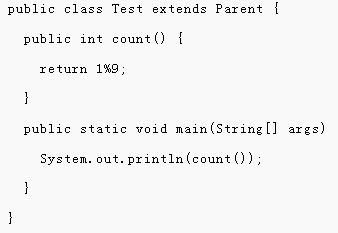 public class Test extends Parent {
public int count() {
return 1%9;
}
public static void main(String[] args)
System.out.println(count());
}
}